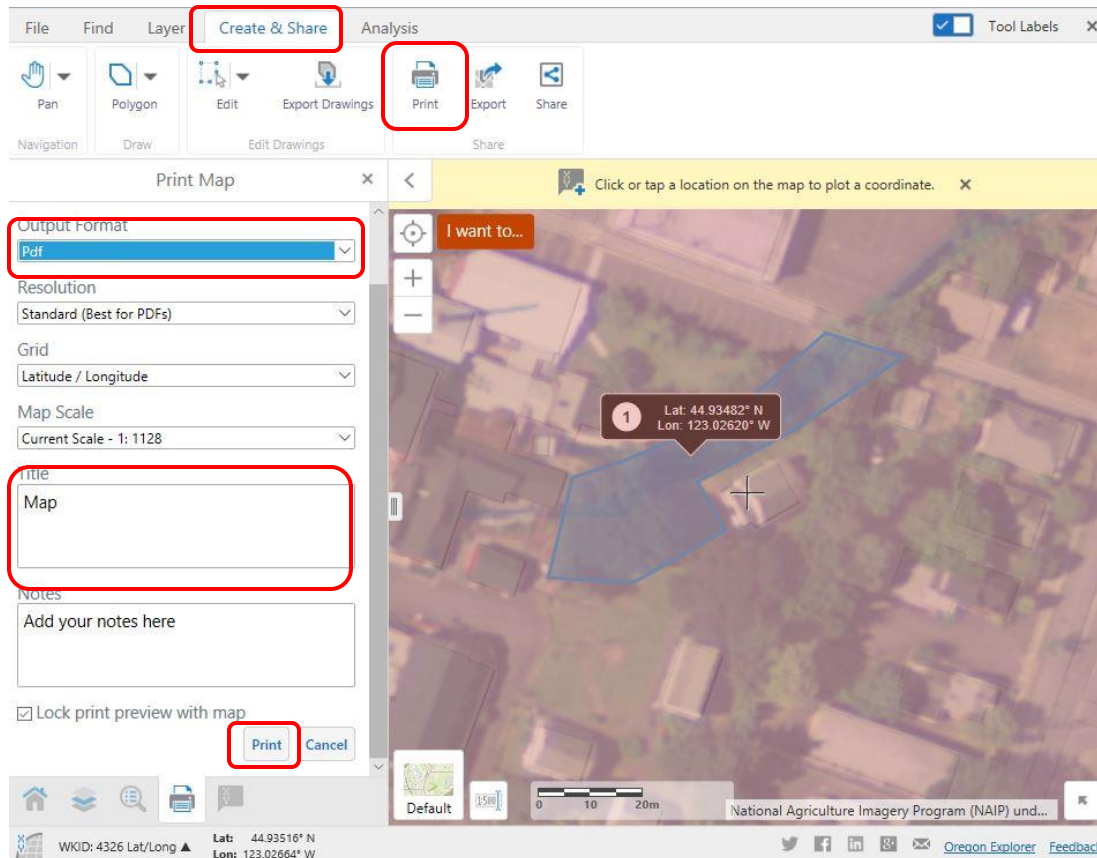 File Find Layer Create & Share Analysis Tool Labels
Pan Polygon Edit Export Drawings Print Export Share
Navigation Draw Edit Drawings Share
Print Map
Click or tap a location on the map to plot a coordinate.
Output Format
Pdf
I want to...
Resolution
Standard (Best for PDFs)
Grid
Latitude / Longitude
Map Scale
Current Scale - 1: 1128
1
Lat: 44.93482° N
Lon: 123.02620° W
Title
Map
Notes
Add your notes here
Lock print preview with map
Print Cancel
Default
1:500
0 10 20m
National Agriculture Imagery Program (NAIP) und...
WKID: 4326 Lat/Long ▲
Lat: 44.93516° N
Lon: 123.02664° W
Oregon Explorer Feedback